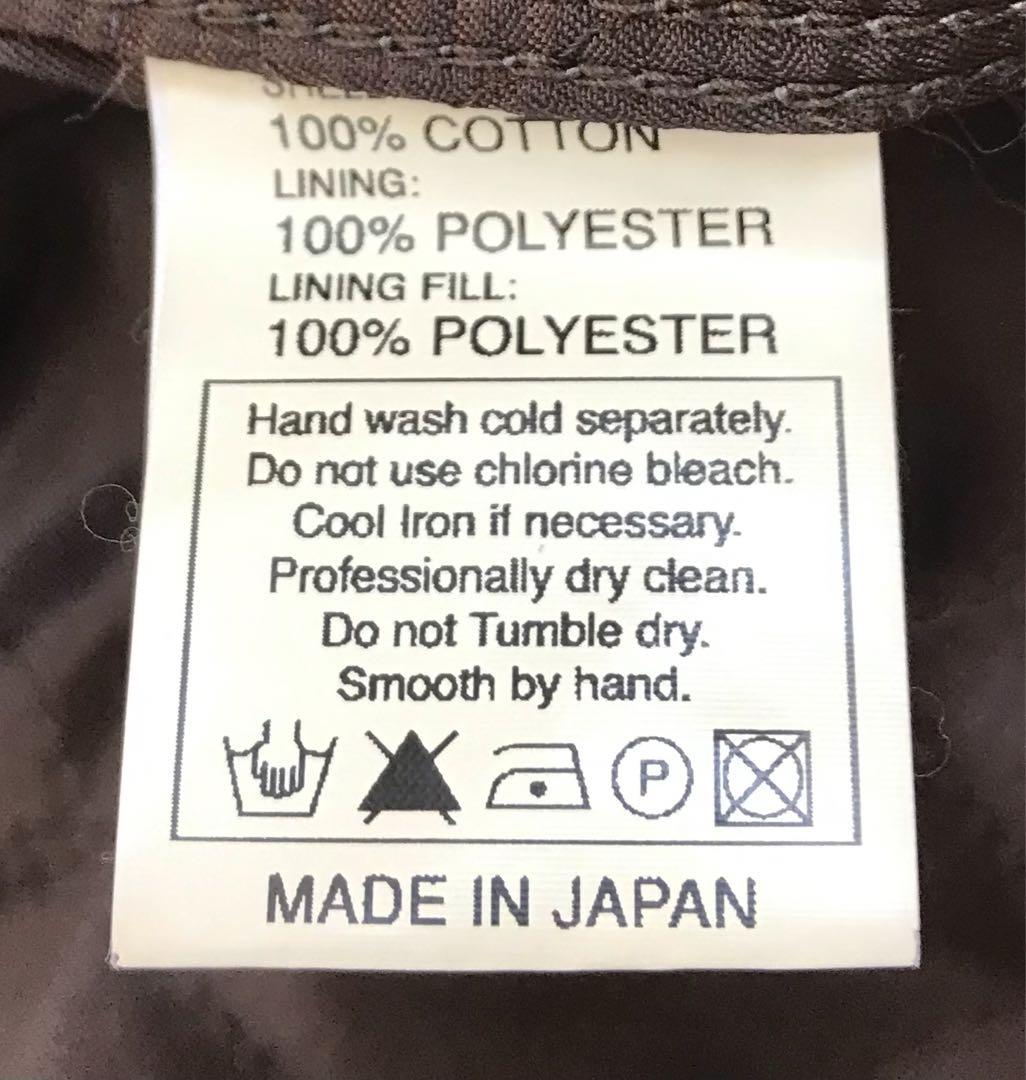 100% COTTON
LINING:
100% POLYESTER
LINING FILL:
100% POLYESTER
Hand wash cold separately.
Do not use chlorine bleach.
Cool Iron if necessary.
Professionally dry clean.
Do not Tumble dry.
Smooth by hand.
P
MADE IN JAPAN